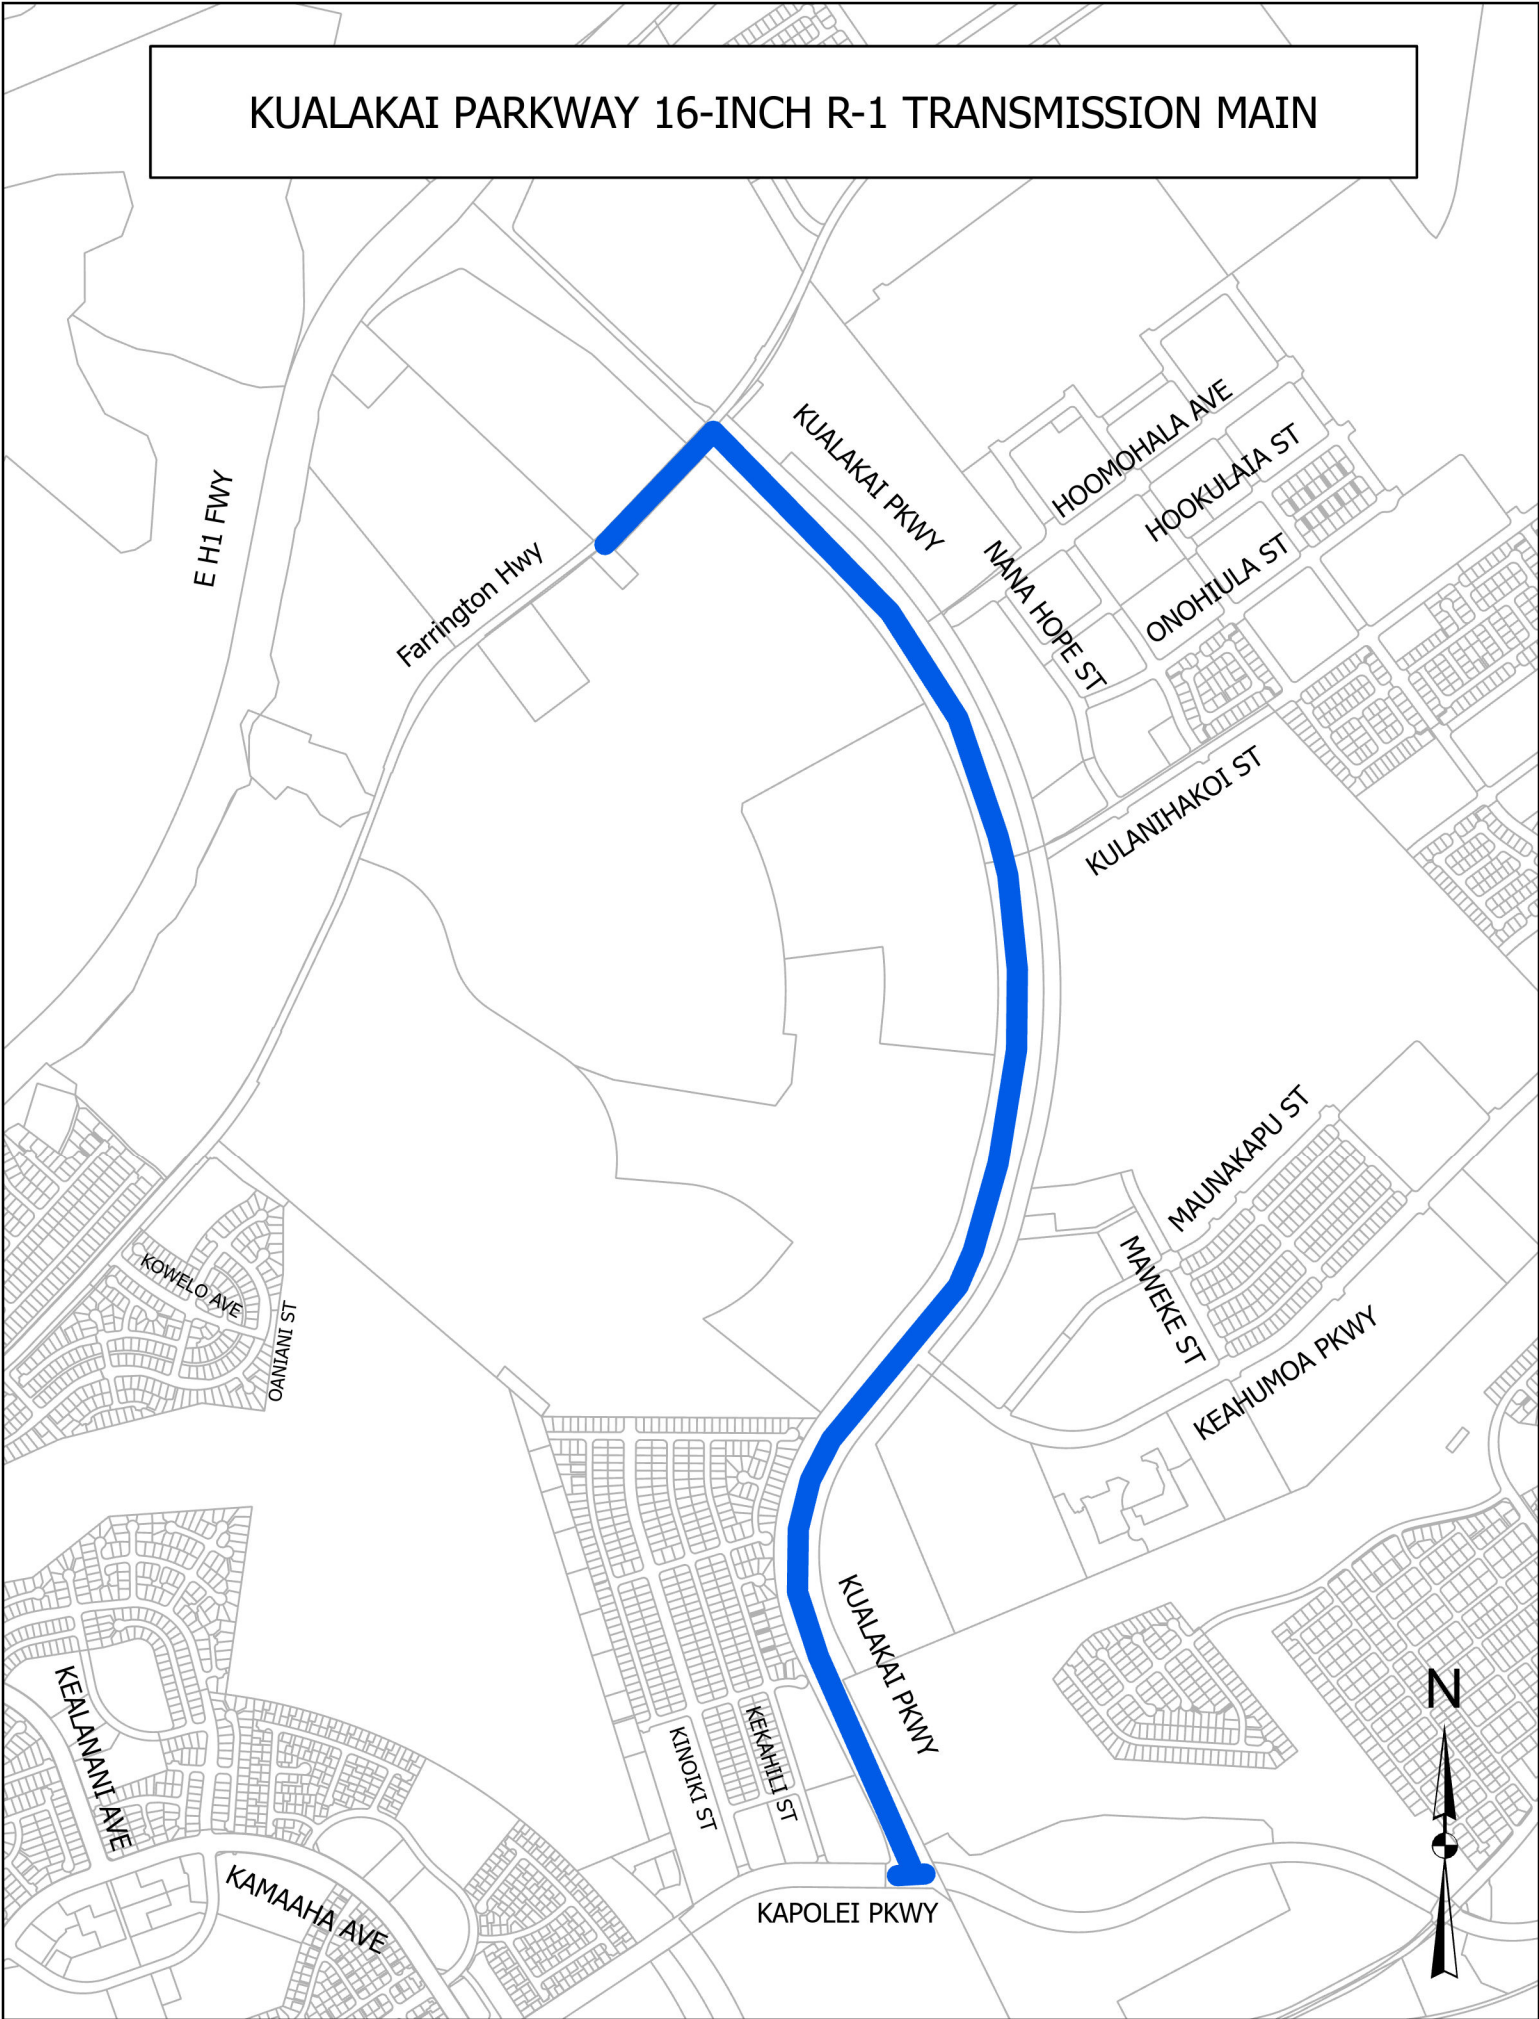 KUALAKAI PARKWAY 16-INCH R-1 TRANSMISSION MAIN
HOOMOHALA AVE
KUALAKAI PKWY
HOOKULAIA ST
E H1 FWY
ONOHIULA ST
NANA HOPE ST
Farrington Hwy
KULANIHAKOI ST
MAUNAKAPU ST
MAWEKE ST
KOWELO AVE
OANIANI ST
KEAHUMOA PKWY
KUALAKAI PKWY
KEALANANI AVE
N
KINOIKI ST
KEKAHILI ST
KAMAAHA AVE
KAPOLEI PKWY